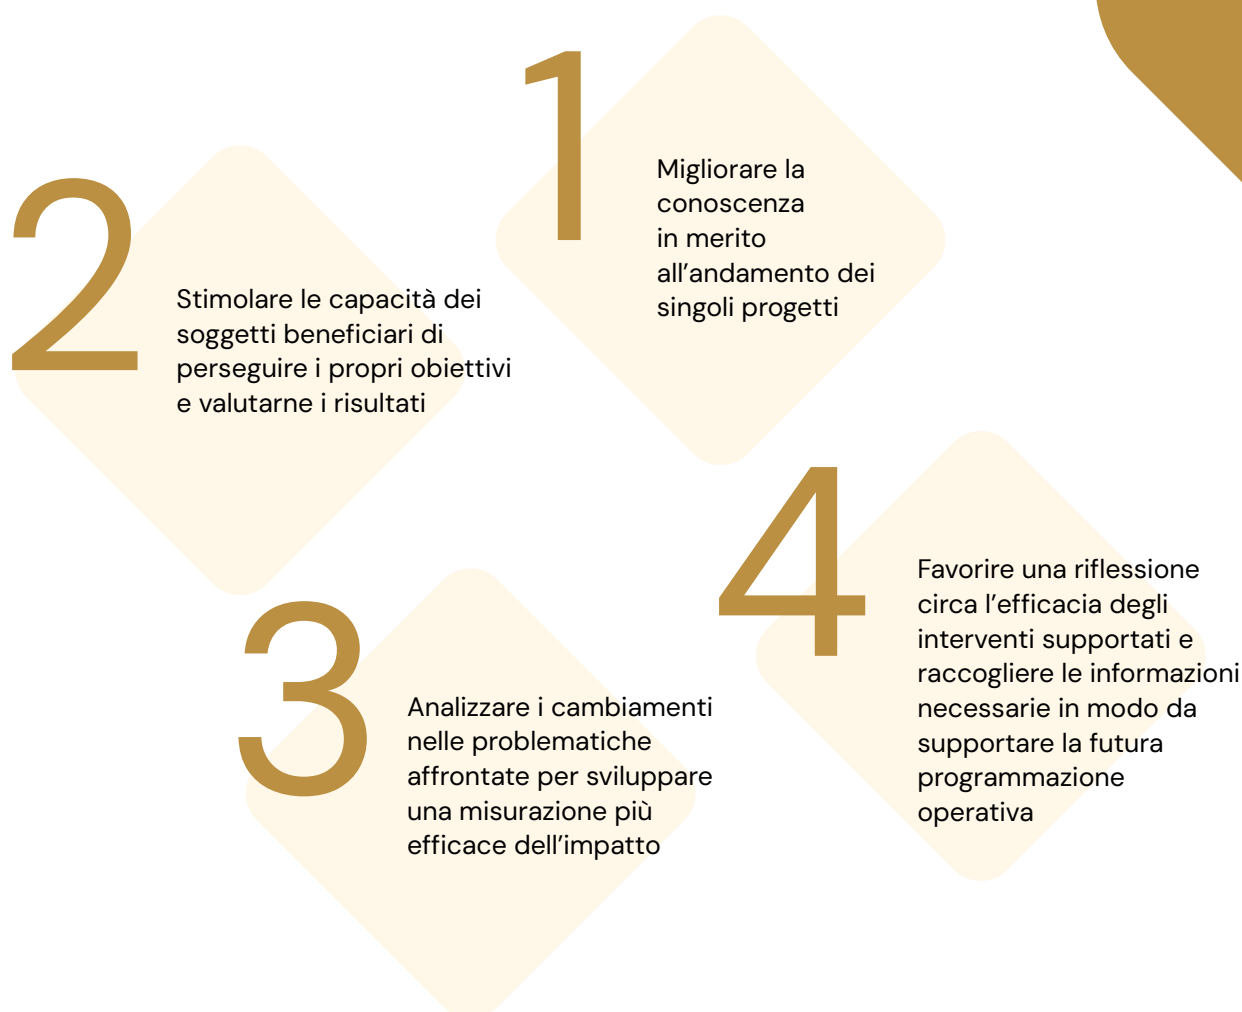 1
Migliorare la
conoscenza
in merito
all’andamento dei
singoli progetti
2
Stimolare le capacità dei
soggetti beneficiari di
perseguire i propri obiettivi
e valutarne i risultati
3
Analizzare i cambiamenti
nelle problematiche
affrontate per sviluppare
una misurazione più
efficace dell’impatto
4
Favorire una riflessione
circa l’efficacia degli
interventi supportati e
raccogliere le informazioni
necessarie in modo da
supportare la futura
programmazione
operativa